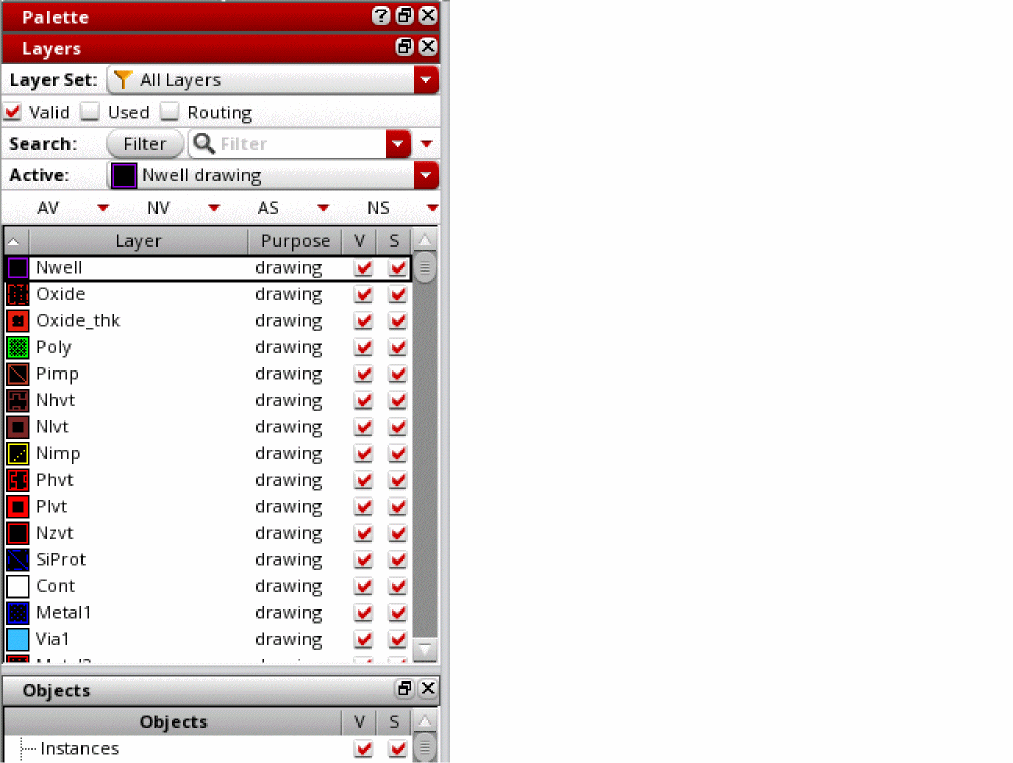 Palette
Layers
Layer Set: All Layers
Valid Used Routing
Search: Filter Filter
Active: Nwell drawing
AV NV AS NS
Layer Purpose V S
Nwell drawing
Oxide drawing
Oxide_thk drawing
Poly drawing
Pimp drawing
Nhvt drawing
Nlvt drawing
Nimp drawing
Phvt drawing
Plvt drawing
Nzvt drawing
SiProt drawing
Cont drawing
Metal1 drawing
Via1 drawing
Objects
Objects V S
Instances